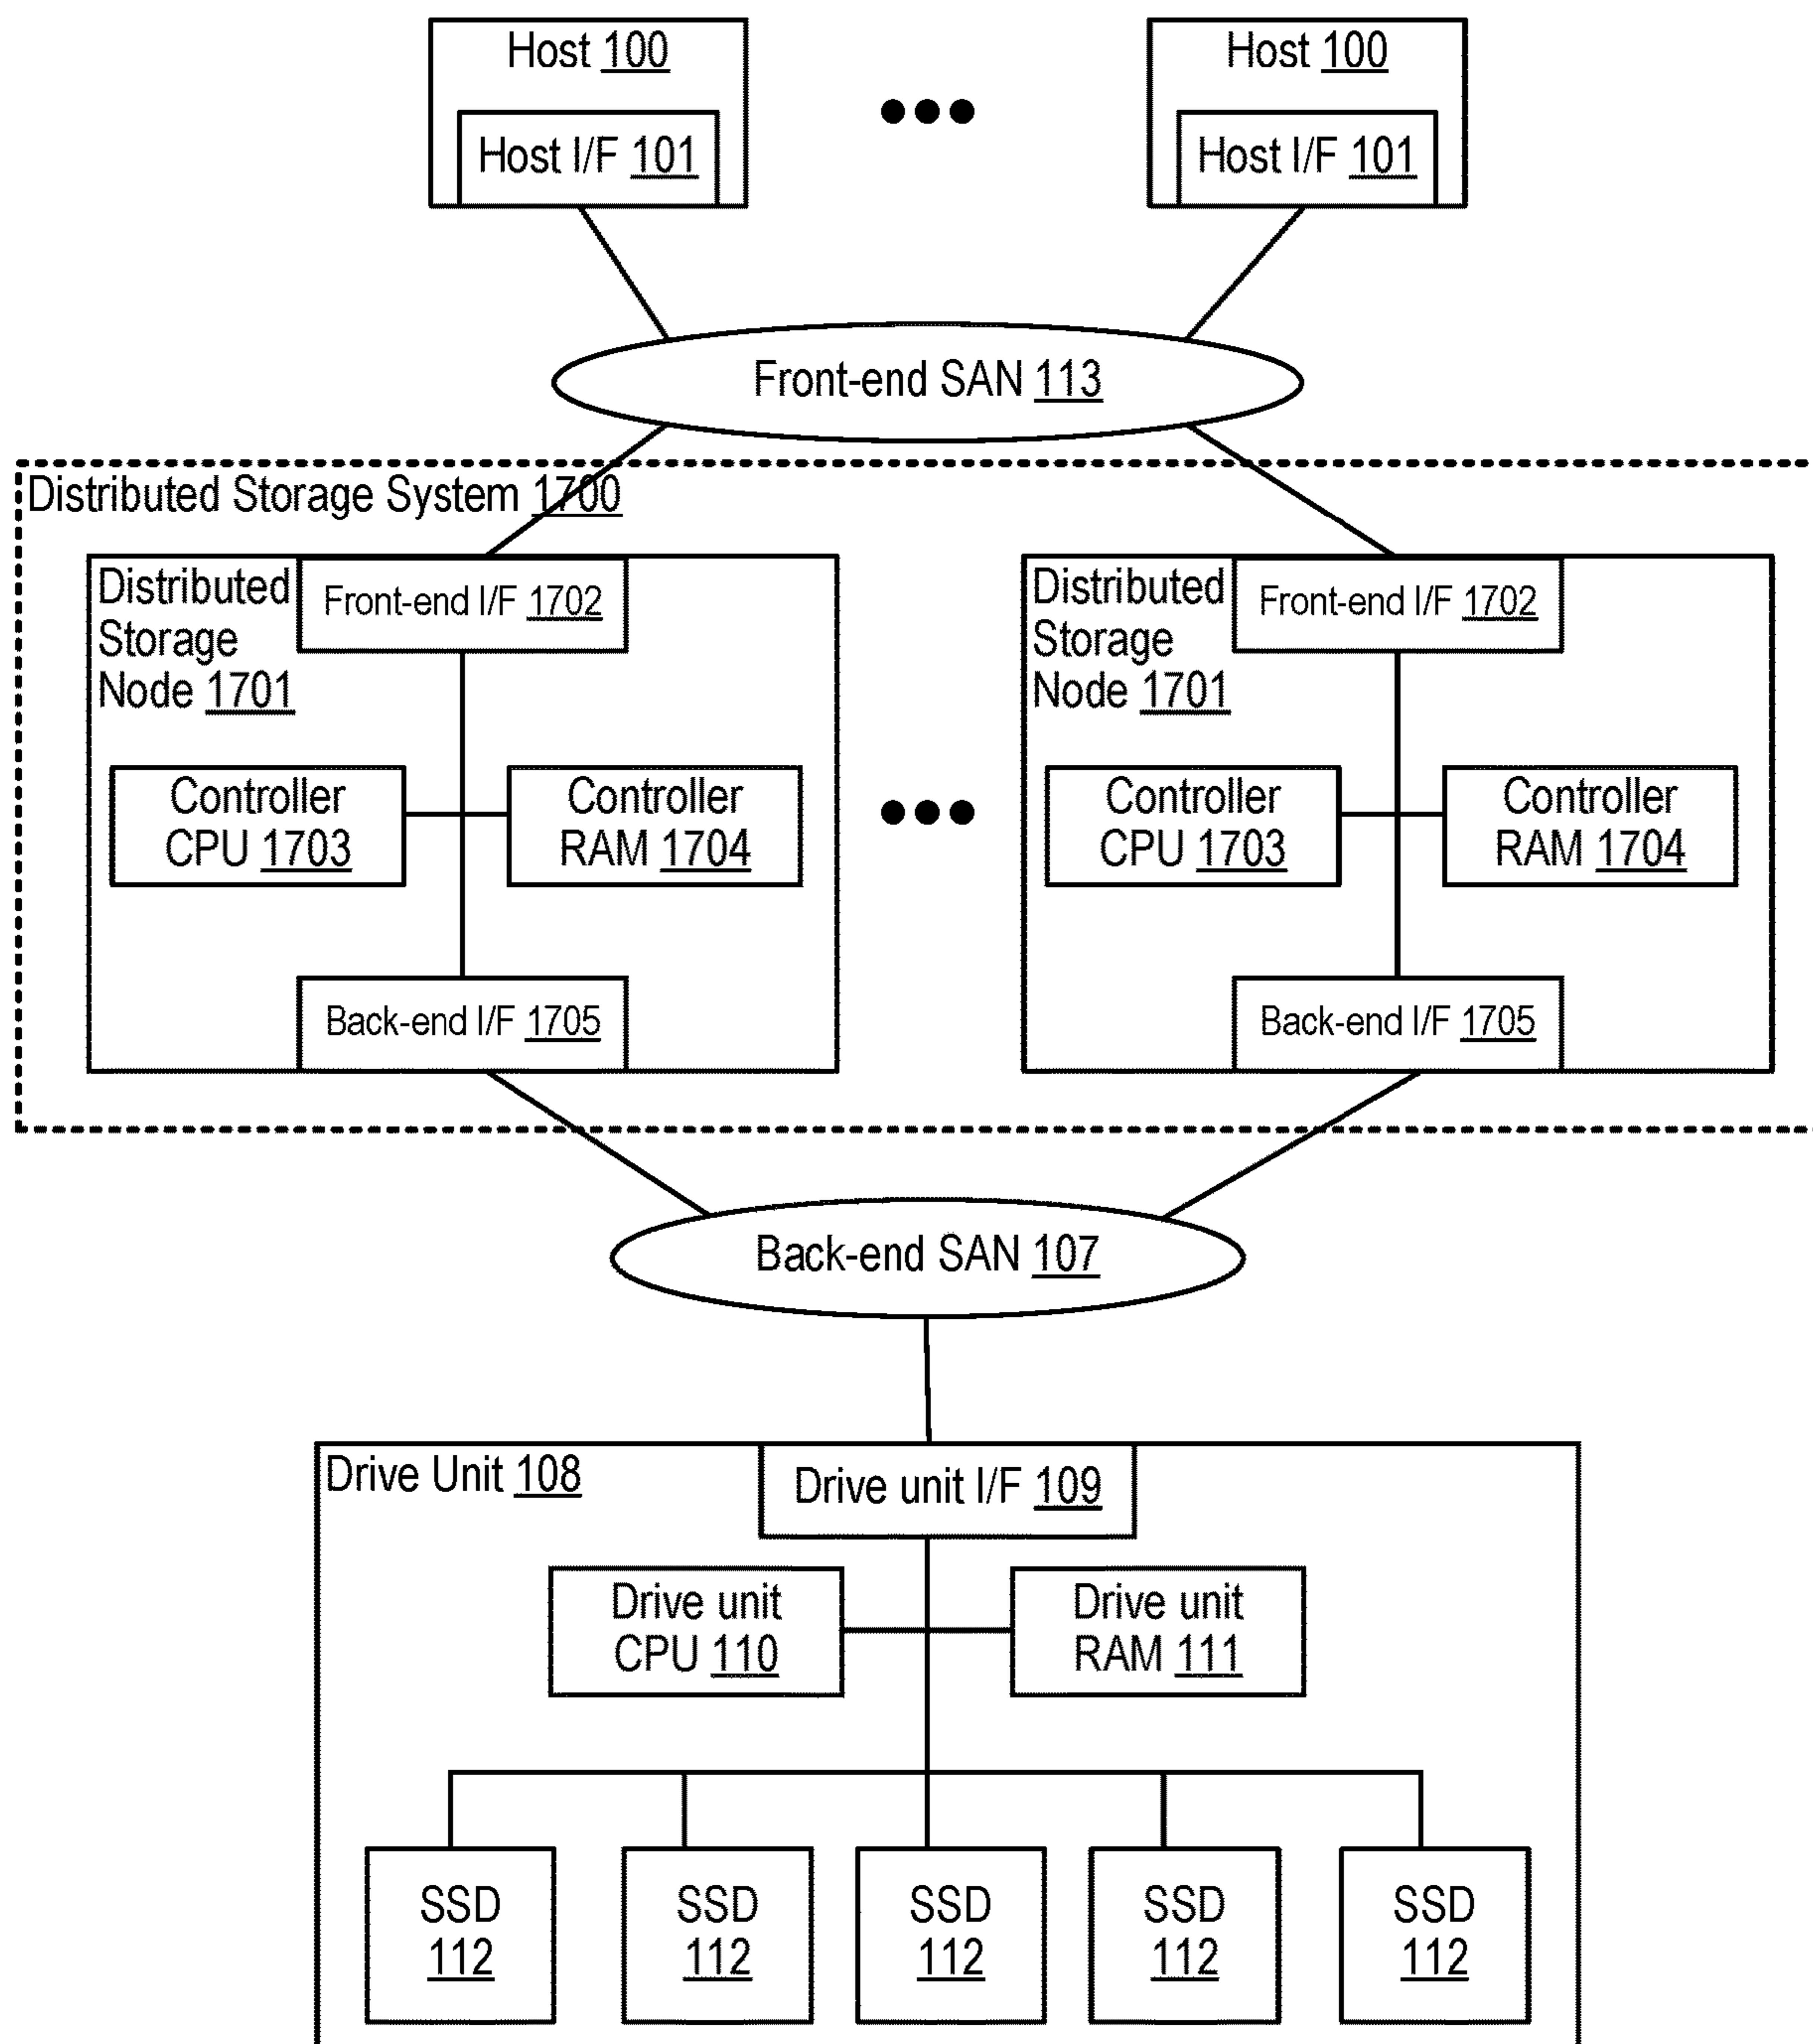 Host 100
Host I/F 101
Host 100
Host I/F 101
Front-end SAN 113
Distributed Storage System 1700
Distributed
Storage
Node 1701
Front-end I/F 1702
Controller
CPU 1703
Controller
RAM 1704
Back-end I/F 1705
Distributed
Storage
Node 1701
Front-end I/F 1702
Controller
CPU 1703
Controller
RAM 1704
Back-end I/F 1705
Back-end SAN 107
Drive Unit 108
Drive unit I/F 109
Drive unit
CPU 110
Drive unit
RAM 111
SSD
112
SSD
112
SSD
112
SSD
112
SSD
112